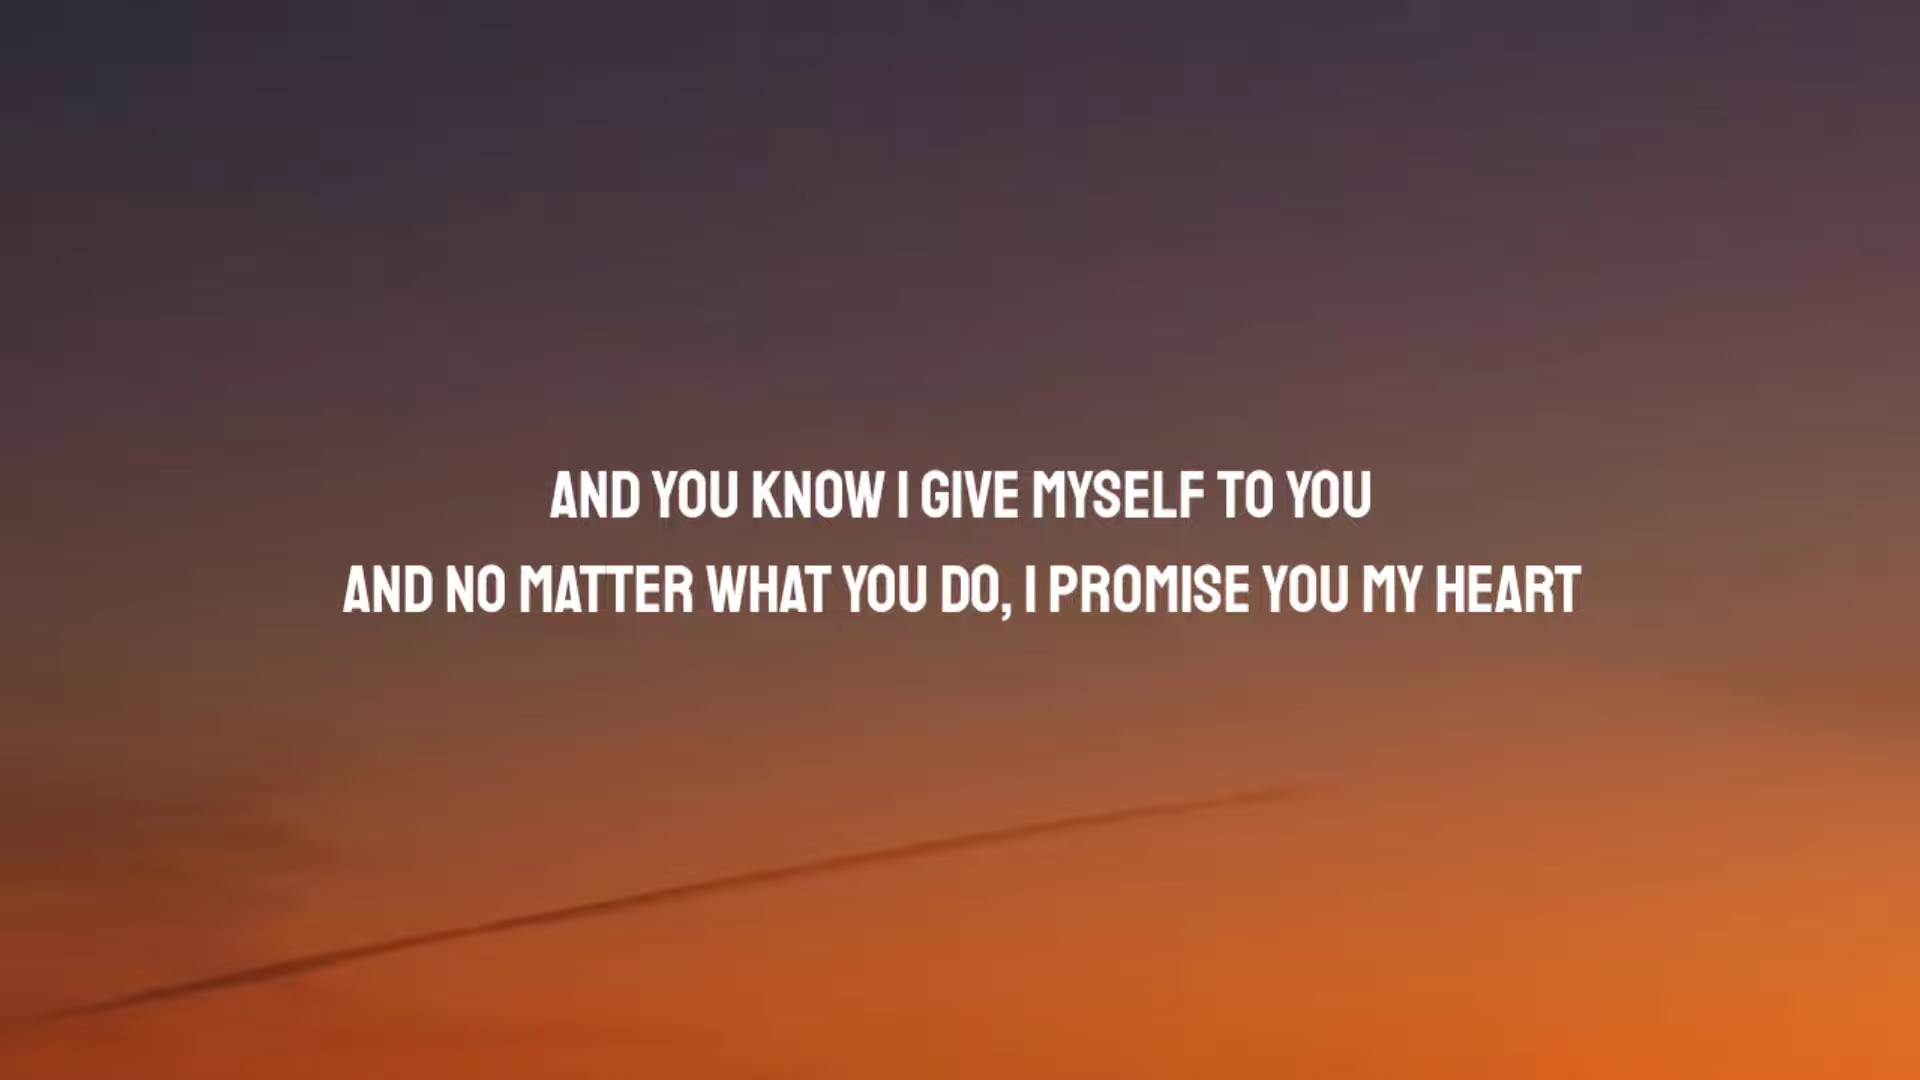 AND YOU KNOW I GIVE MYSELF TO YOU
AND NO MATTER WHAT YOU DO, I PROMISE YOU MY HEART